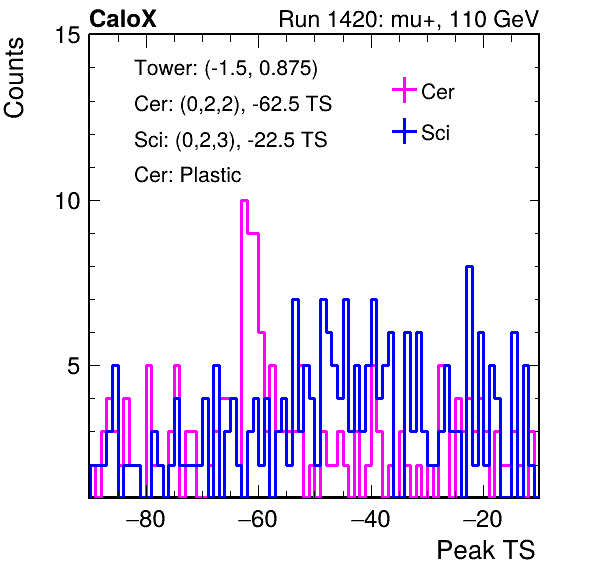 CaloX Run 1420: mu+, 110 GeV
Counts
15
10
5
Tower: (-1.5, 0.875)
Cer: (0,2,2), -62.5 TS
Sci: (0,2,3), -22.5 TS
Cer: Plastic
Cer
Sci
−80 −60 −40 −20
Peak TS